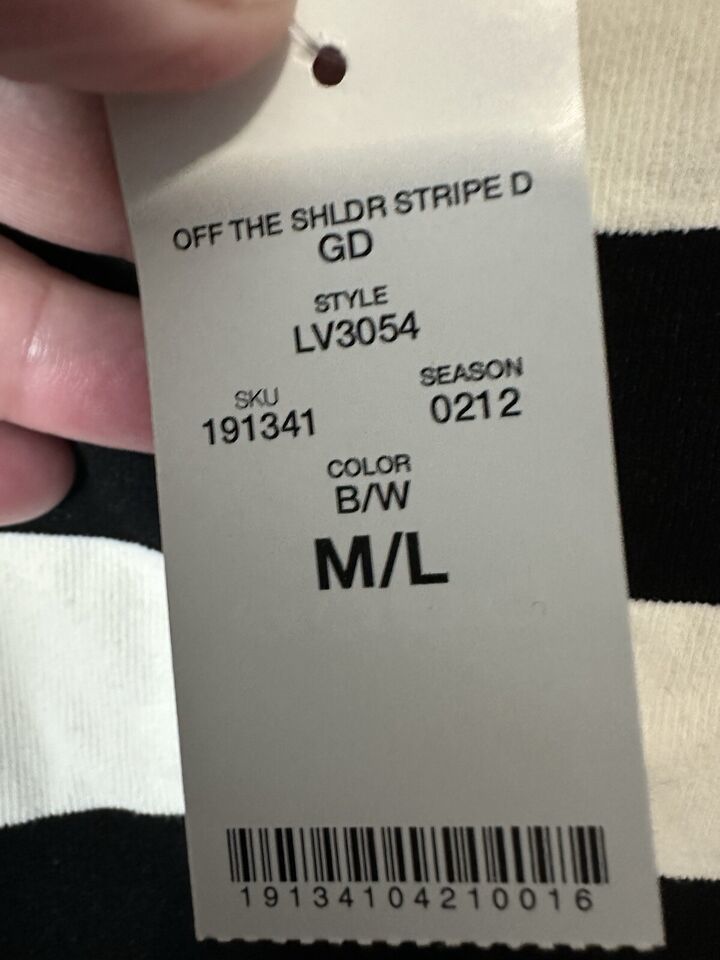 OFF THE SHLDR STRIPE D
GD
STYLE
LV3054
SKU
191341
SEASON
0212
COLOR
B/W
M/L
19134104210016